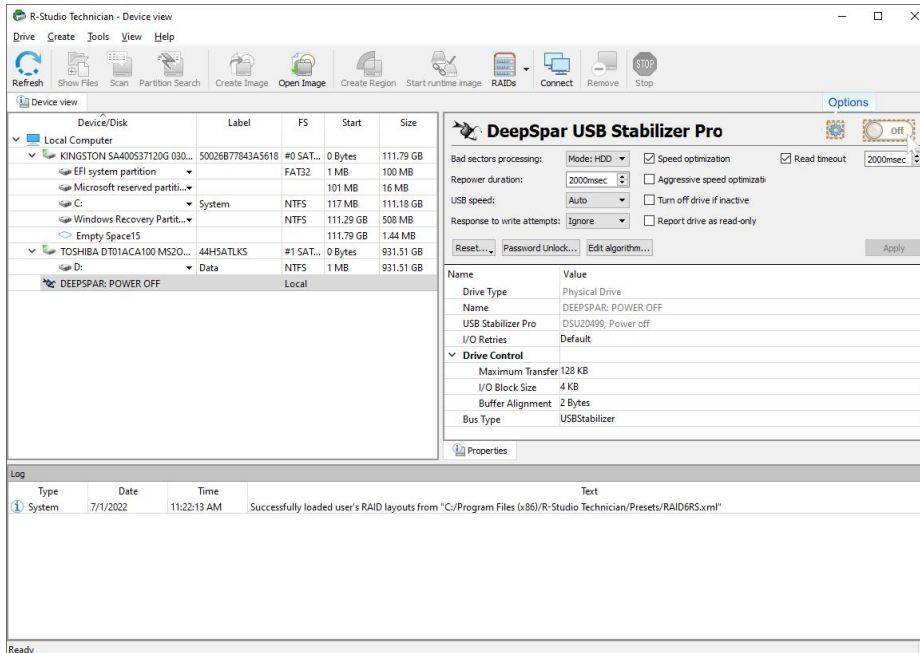 R-Studio Technician - Device view
Drive Create Tools View Help
Refresh Show Files Scan Partition Search Create Image Open Image Create Region Start runtime image RAIDs Connect Remove Stop
STOP
Device view
Options
Device/Disk Label FS Start Size
Local Computer
KINGSTON SA400S37120G 030... 50026B77843A5618 #0 SAT... 0 Bytes 111.79 GB
EFI system partition FAT32 1 MB 100 MB
Microsoft reserved partiti... 101 MB 16 MB
C: System NTFS 117 MB 111.18 GB
Windows Recovery Partit... NTFS 111.29 GB 508 MB
Empty Space15 111.79 GB 1.44 MB
TOSHIBA DT01ACA100 MS2O... 44H5ATLKS #1 SAT... 0 Bytes 931.51 GB
D: Data NTFS 1 MB 931.51 GB
DEEPSPAR: POWER OFF Local
DeepSpar USB Stabilizer Pro
Off
Bad sectors processing: Mode: HDD Speed optimization Read timeout 2000msec
Repower duration: 2000msec Aggressive speed optimizati
USB speed: Auto Turn off drive if inactive
Response to write attempts: Ignore Report drive as read-only
Reset... Password Unlock... Edit algorithm... Apply
Name Value
Drive Type Physical Drive
Name DEEPSPAR: POWER OFF
USB Stabilizer Pro DSU20499, Power off
I/O Retries Default
Drive Control
Maximum Transfer 128 KB
I/O Block Size 4 KB
Buffer Alignment 2 Bytes
Bus Type USBStabilizer
Properties
Log
Type Date Time Text
System 7/1/2022 11:22:13 AM Successfully loaded user's RAID layouts from "C:/Program Files (x86)/R-Studio Technician/Presets/RAID6RS.xml"
Ready